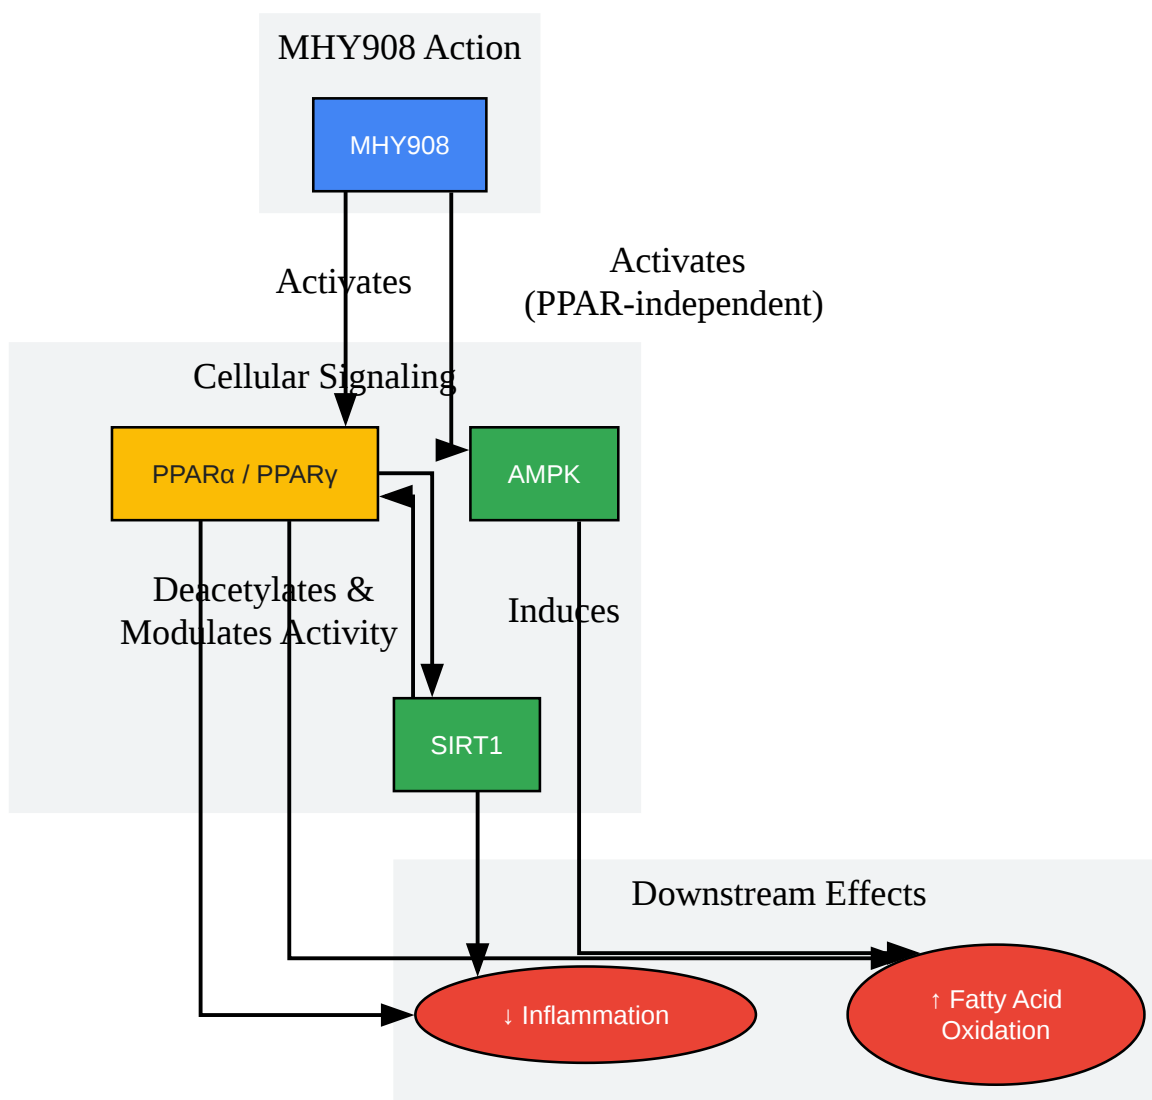 MHY908 Action
MHY908
Activates
Activates
(PPAR-independent)
Cellular Signaling
PPARα / PPARγ
AMPK
Deacetylates &
Modulates Activity
Induces
SIRT1
Downstream Effects
↓ Inflammation
↑ Fatty Acid
Oxidation